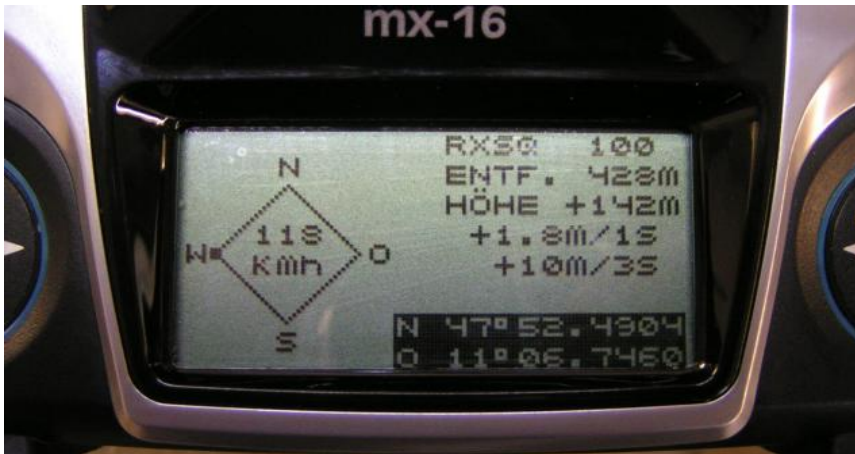 mx-16
N
W
118
Kmh
O
S
RXSQ 100
ENTF. 428m
HÖHE +142m
+1.8m/1S
+10m/3S
N 47°52.4904
O 11°06.7460